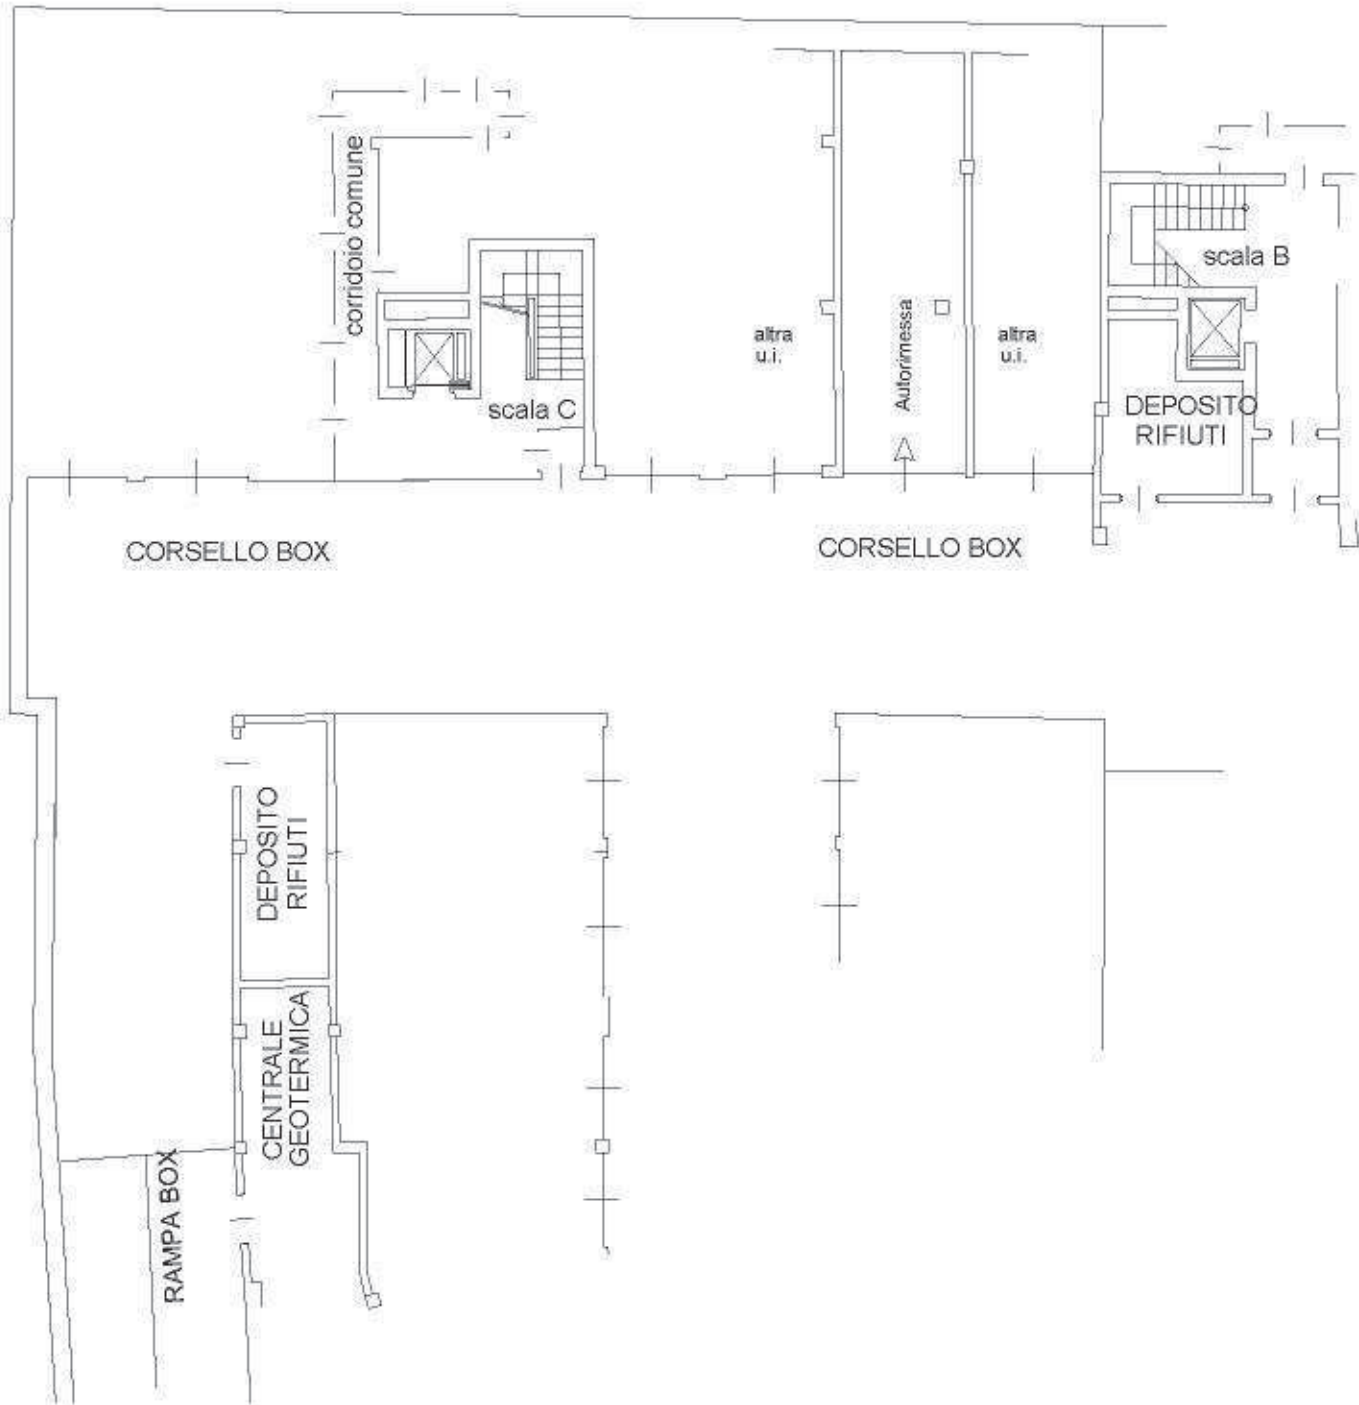 corridoio comune
scala C
altra
u.i.
Autorimessa
altra
u.i.
scala B
DEPOSITO
RIFIUTI
CORSELLO BOX
CORSELLO BOX
DEPOSITO
RIFIUTI
CENTRALE
GEOTERMICA
RAMPA BOX